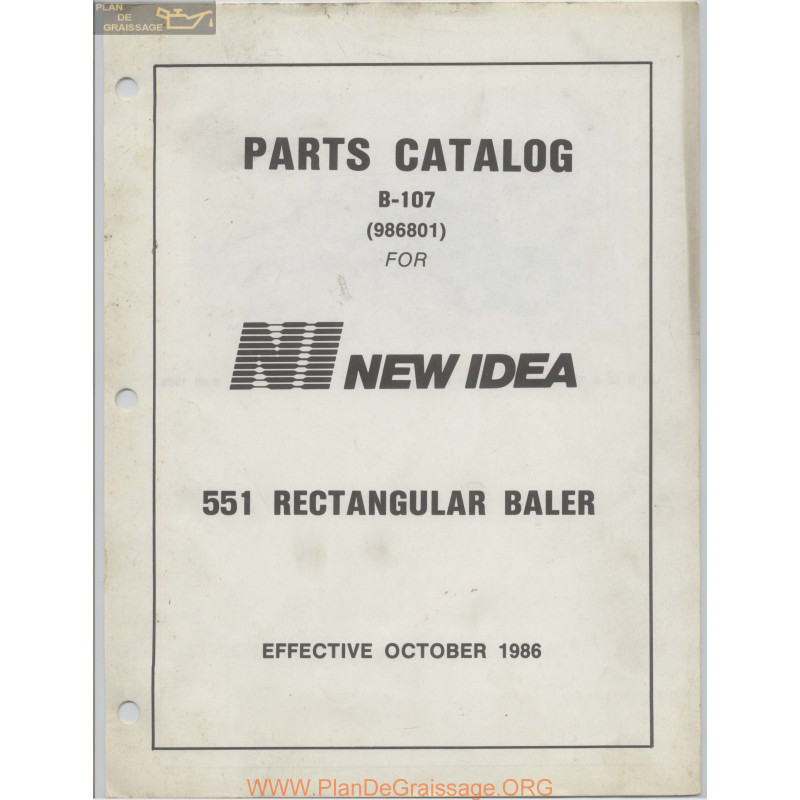 PLAN
DE
GRAISSAGE
PARTS CATALOG
B-107
(986801)
FOR
NI NEW IDEA
551 RECTANGULAR BALER
EFFECTIVE OCTOBER 1986
WWW.PlanDeGraissage.ORG